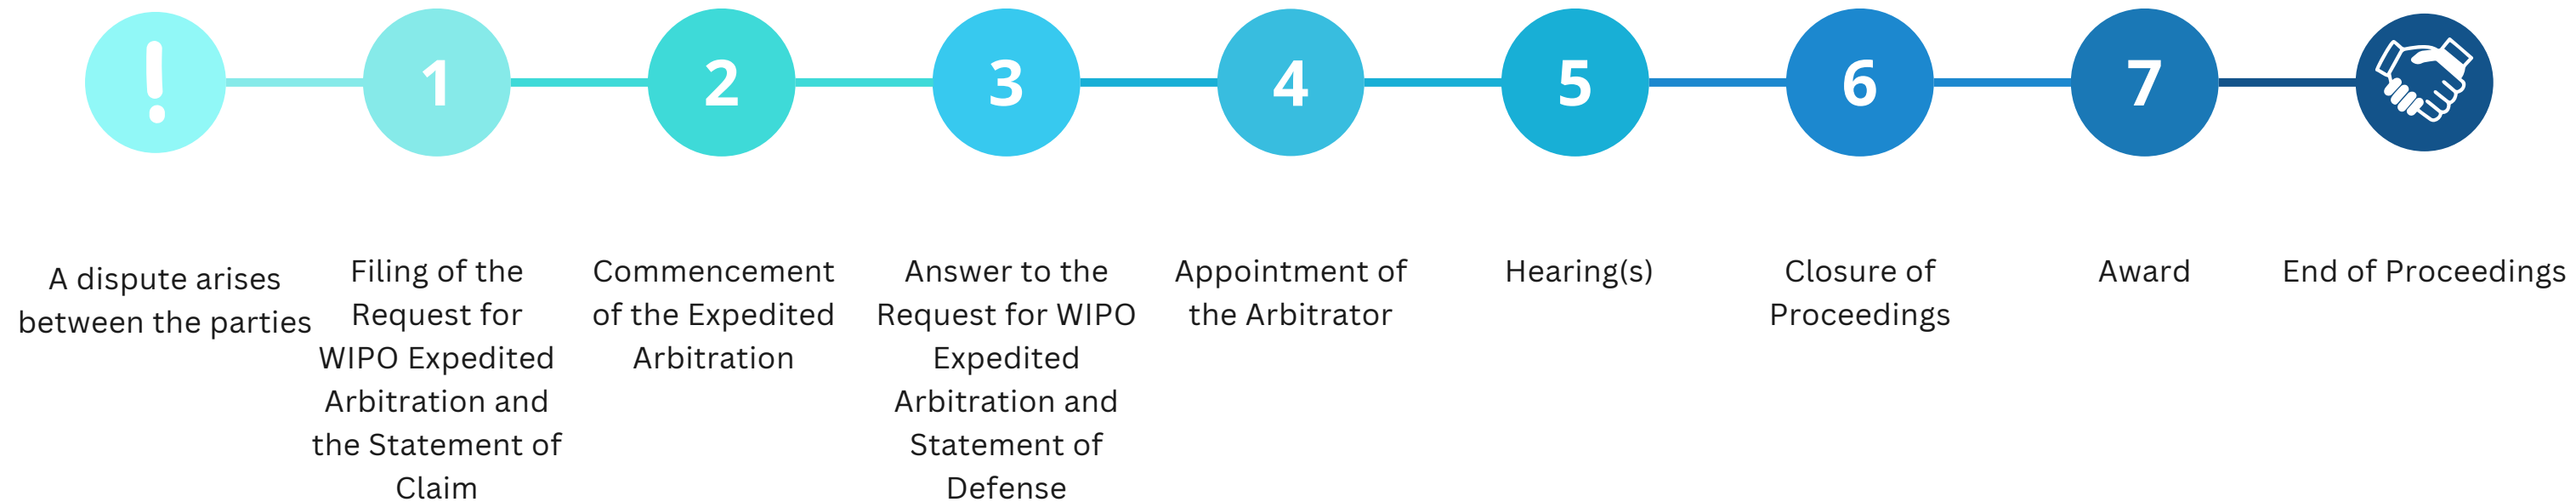 !
1
2
3
4
5
6
7
A dispute arises
between the parties
Filing of the
Request for
WIPO Expedited
Arbitration and
the Statement of
Claim
Commencement
of the Expedited
Arbitration
Answer to the
Request for WIPO
Expedited
Arbitration and
Statement of
Defense
Appointment of
the Arbitrator
Hearing(s)
Closure of
Proceedings
Award
End of Proceedings